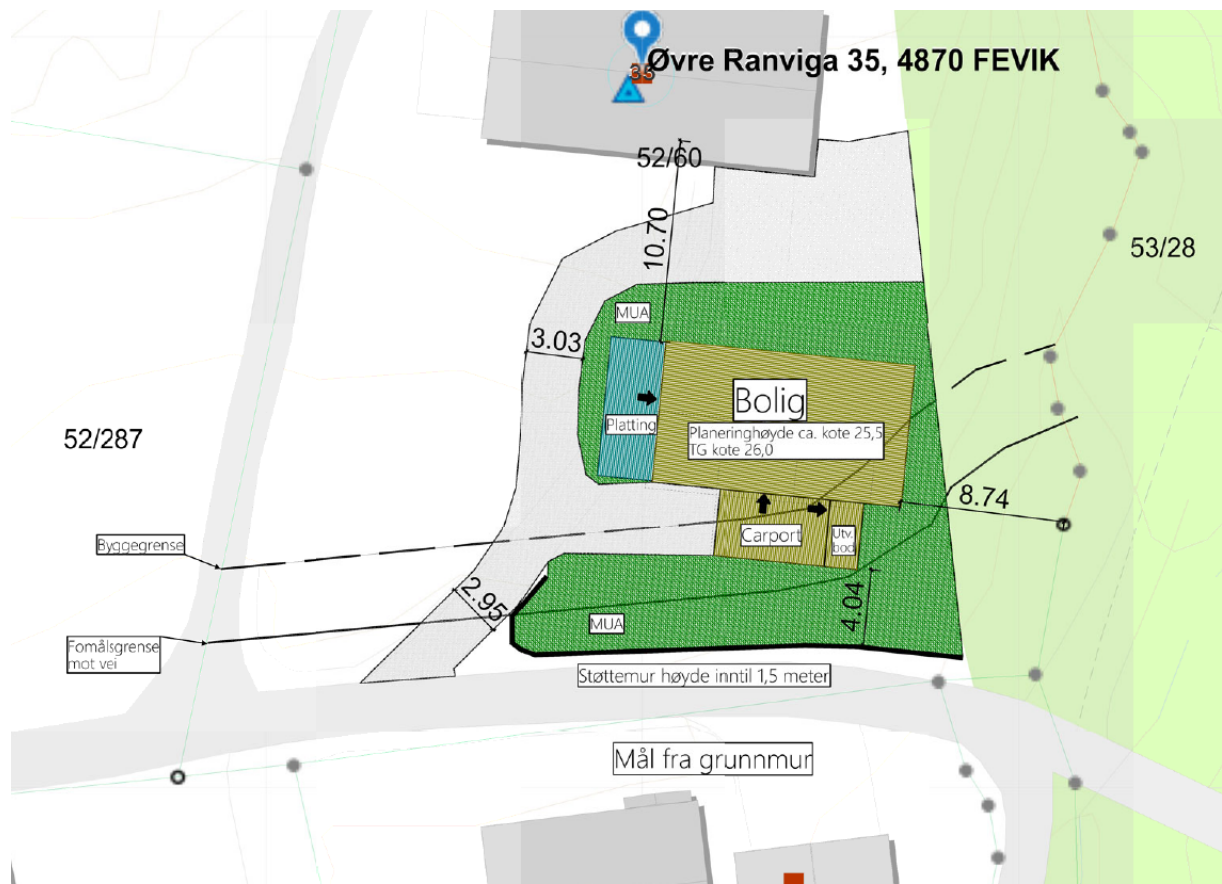 Øvre Ranviga 35, 4870 FEVIK
35
52/60
10.70
53/28
MUA
3.03
Bolig
Platting
Planeringhøyde ca. kote 25,5
TG kote 26,0
52/287
8.74
Carport
Utv.
bod
Byggegrense
2.95
4.04
MUA
Fomålsgrense
mot vei
Støttemur høyde inntil 1,5 meter
Mål fra grunnmur